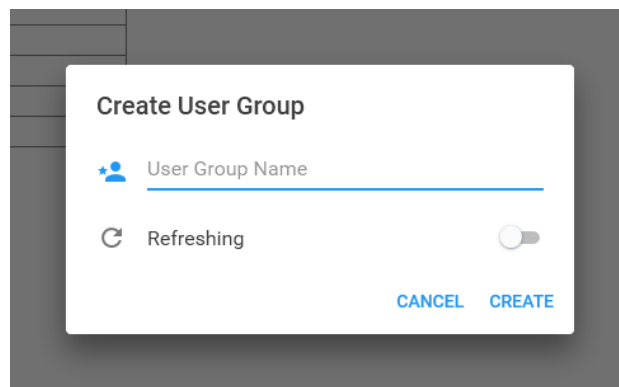 Create User Group
User Group Name
Refreshing
CANCEL CREATE